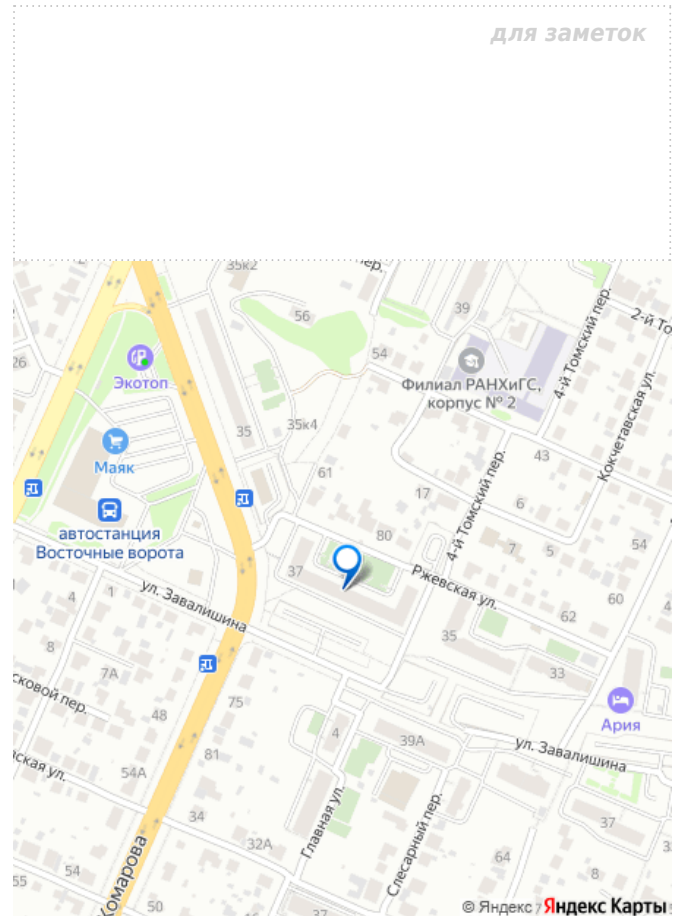 для заметок
35к2
пер.
56
39
2-й То
4-й Томский пер.
26
Экотоп
54
Филиал РАНХиГС,
корпус № 2
Кокчетавская ул.
35
35к4
Маяк
43
61
17
6
4-й Томский пер.
автостанция
Восточные ворота
80
7
5
54
37
Ржевская ул.
4
1
ул. Завалишина
62
60
8
7А
35
33
сковой пер.
48
75
Ария
4
39А
ул. Завалишина
81
вская ул.
54А
34
Главная ул.
Слесарный пер.
37
32А
64
8
55
54
Комарова
50
37
7
© Яндекс
Яндекс Карты